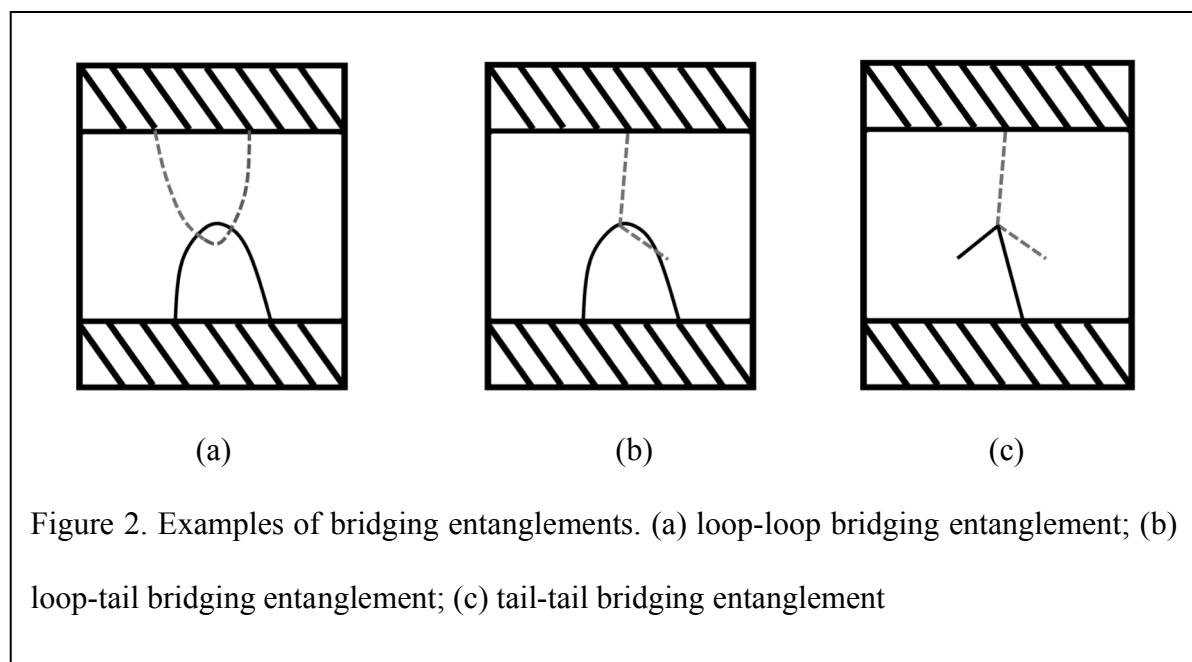 (a) (b) (c)
Figure 2. Examples of bridging entanglements. (a) loop-loop bridging entanglement; (b)
loop-tail bridging entanglement; (c) tail-tail bridging entanglement